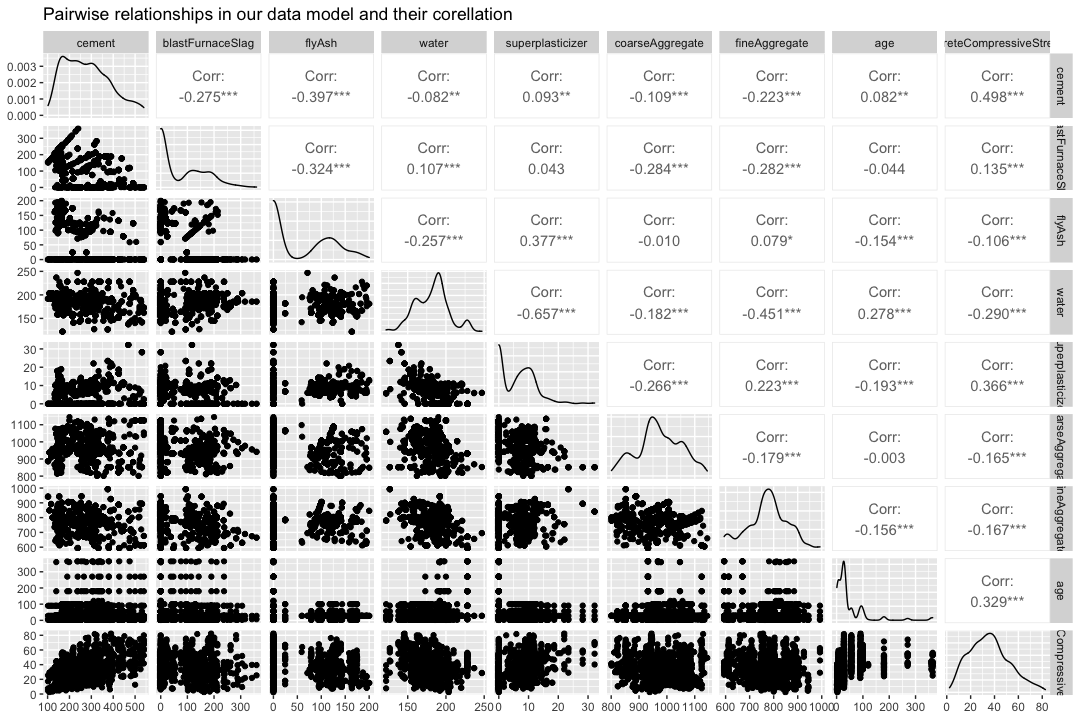 Pairwise relationships in our data model and their corellation
cement blastFurnaceSlag flyAsh water superplasticizer coarseAggregate fineAggregate age reteCompressiveStre
0.003
0.002
0.001
0.000
Corr: Corr: Corr: Corr: Corr: Corr: Corr: Corr:
-0.275*** -0.397*** -0.082** 0.093** -0.109*** -0.223*** 0.082** 0.498***
cement
300
200
100
0
Corr: Corr: Corr: Corr: Corr: Corr: Corr:
-0.324*** 0.107*** 0.043 -0.284*** -0.282*** -0.044 0.135***
astFurnaceSl
200
150
100
50
0
Corr: Corr: Corr: Corr: Corr: Corr:
-0.257*** 0.377*** -0.010 0.079* -0.154*** -0.106***
flyAsh
250
200
150
Corr: Corr: Corr: Corr: Corr:
-0.657*** -0.182*** -0.451*** 0.278*** -0.290***
water
30
20
10
0
Corr: Corr: Corr: Corr:
-0.266*** 0.223*** -0.193*** 0.366***
uperplasticize
1100
1000
900
800
Corr: Corr: Corr:
-0.179*** -0.003 -0.165***
arseAggrega
1000
900
800
700
600
Corr: Corr:
-0.156*** -0.167***
ineAggregate
300
200
100
0
Corr:
0.329***
age
80
60
40
20
0
Compressive
100 200 300 400 500 0 100 200 300 0 50 100 150 200 150 200 250 0 10 20 30 800 900 1000 1100 600 700 800 900 1000 0 100 200 300 0 20 40 60 80